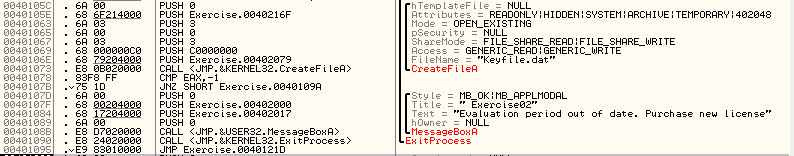 0040105C . 6A 00 PUSH 0 hTemplateFile = NULL
0040105E . 68 6F214000 PUSH Exercise.0040216F Attributes = READONLY|HIDDEN|SYSTEM|ARCHIVE|TEMPORARY|402048
00401063 . 6A 03 PUSH 3 Mode = OPEN_EXISTING
00401065 . 6A 00 PUSH 0 pSecurity = NULL
00401067 . 6A 03 PUSH 3 ShareMode = FILE_SHARE_READ|FILE_SHARE_WRITE
00401069 . 68 000000C0 PUSH C0000000 Access = GENERIC_READ|GENERIC_WRITE
0040106E . 68 79204000 PUSH Exercise.00402079 FileName = "Keyfile.dat"
00401073 . E8 0B020000 CALL <JMP.&KERNEL32.CreateFileA> CreateFileA
00401078 . 83F8 FF CMP EAX,-1
0040107B . 75 1D JNZ SHORT Exercise.0040109A
0040107D . 6A 00 PUSH 0 Style = MB_OK|MB_APPLMODAL
0040107F . 68 00204000 PUSH Exercise.00402000 Title = " Exercise02"
00401084 . 68 17204000 PUSH Exercise.00402017 Text = "Evaluation period out of date. Purchase new license"
00401089 . 6A 00 PUSH 0 hOwner = NULL
0040108B . E8 D7020000 CALL <JMP.&USER32.MessageBoxA> MessageBoxA
00401090 . E8 24020000 CALL <JMP.&KERNEL32.ExitProcess> ExitProcess
00401095 . E9 83010000 JMP Exercise.0040121D